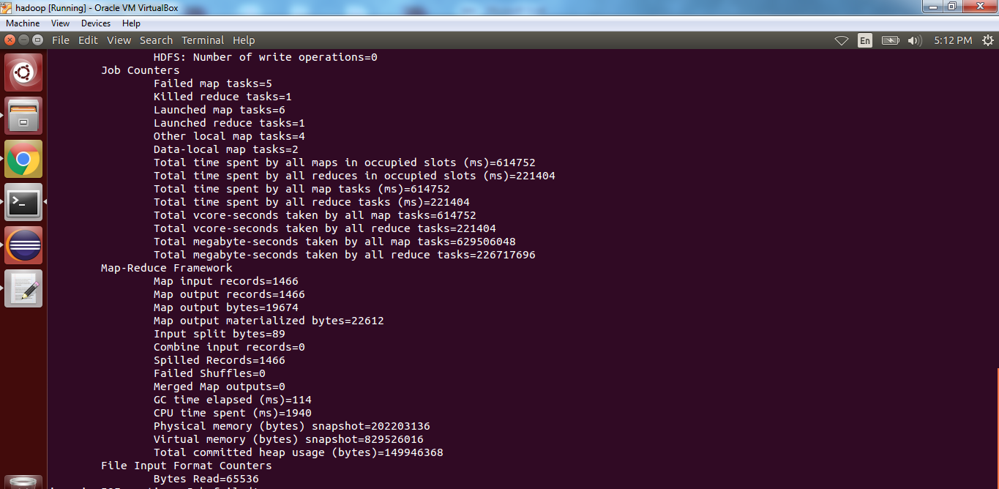 hadoop [Running] - Oracle VM VirtualBox
Machine View Devices Help
File Edit View Search Terminal Help En 5:12 PM
HDFS: Number of write operations=0
Job Counters
Failed map tasks=5
Killed reduce tasks=1
Launched map tasks=6
Launched reduce tasks=1
Other local map tasks=4
Data-local map tasks=2
Total time spent by all maps in occupied slots (ms)=614752
Total time spent by all reduces in occupied slots (ms)=221404
Total time spent by all map tasks (ms)=614752
Total time spent by all reduce tasks (ms)=221404
Total vcore-seconds taken by all map tasks=614752
Total vcore-seconds taken by all reduce tasks=221404
Total megabyte-seconds taken by all map tasks=629506048
Total megabyte-seconds taken by all reduce tasks=226717696
Map-Reduce Framework
Map input records=1466
Map output records=1466
Map output bytes=19674
Map output materialized bytes=22612
Input split bytes=89
Combine input records=0
Spilled Records=1466
Failed Shuffles=0
Merged Map outputs=0
GC time elapsed (ms)=114
CPU time spent (ms)=1940
Physical memory (bytes) snapshot=202203136
Virtual memory (bytes) snapshot=829526016
Total committed heap usage (bytes)=149946368
File Input Format Counters
Bytes Read=65536